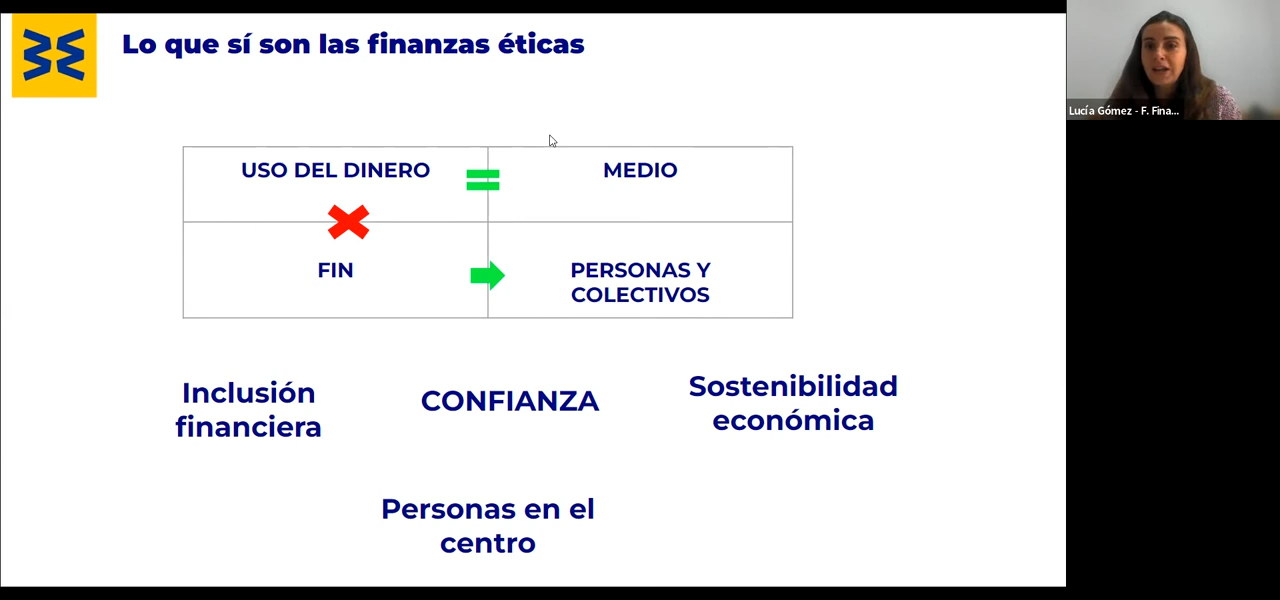 Lo que sí son las finanzas éticas
Lucía Gómez - F. Fina...
USO DEL DINERO
MEDIO
FIN
PERSONAS Y
COLECTIVOS
Inclusión
financiera
CONFIANZA
Sostenibilidad
económica
Personas en el
centro